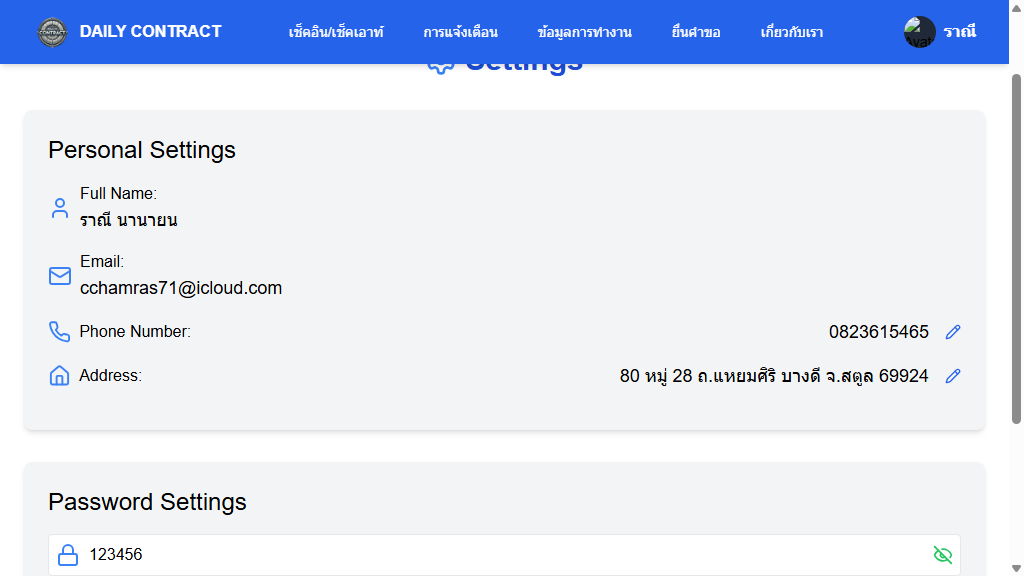 DAILY CONTRACT
เช็คอิน/เช็คเอาท์
การแจ้งเตือน
ข้อมูลการทำงาน
ยื่นคำขอ
เกี่ยวกับเรา
ราณี
Settings
Personal Settings
Full Name:
ราณี นานายน
Email:
cchamras71@icloud.com
Phone Number:
0823615465
Address:
80 หมู่ 28 ถ.แหยมศิริ บางดี จ.สตูล 69924
Password Settings
123456